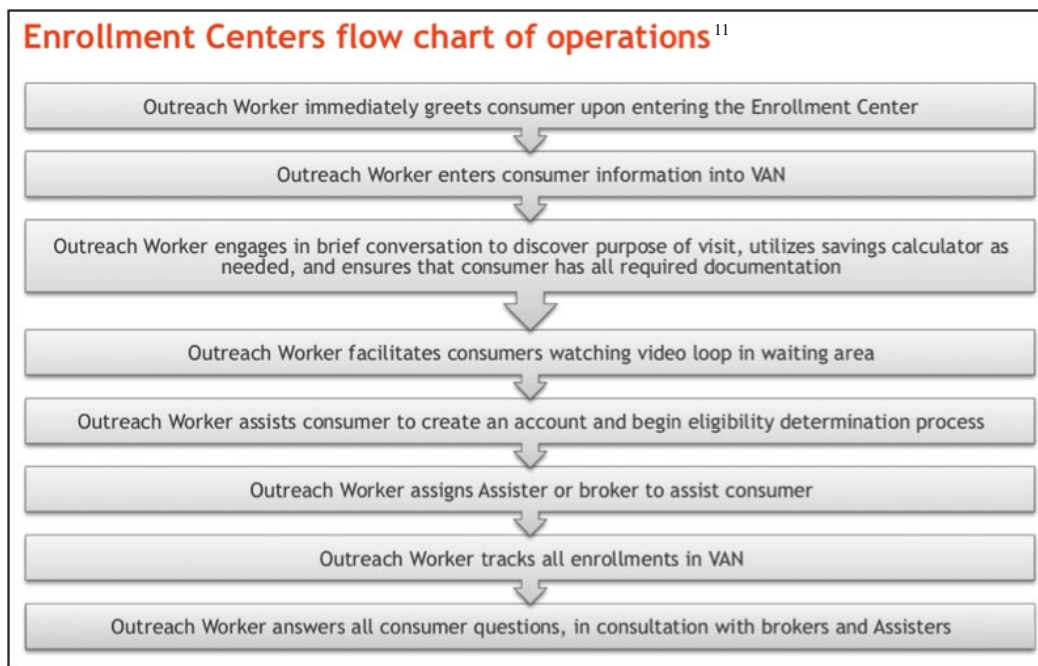 Enrollment Centers flow chart of operations 11
Outreach Worker immediately greets consumer upon entering the Enrollment Center
Outreach Worker enters consumer information into VAN
Outreach Worker engages in brief conversation to discover purpose of visit, utilizes savings calculator as
needed, and ensures that consumer has all required documentation
Outreach Worker facilitates consumers watching video loop in waiting area
Outreach Worker assists consumer to create an account and begin eligibility determination process
Outreach Worker assigns Assister or broker to assist consumer
Outreach Worker tracks all enrollments in VAN
Outreach Worker answers all consumer questions, in consultation with brokers and Assisters